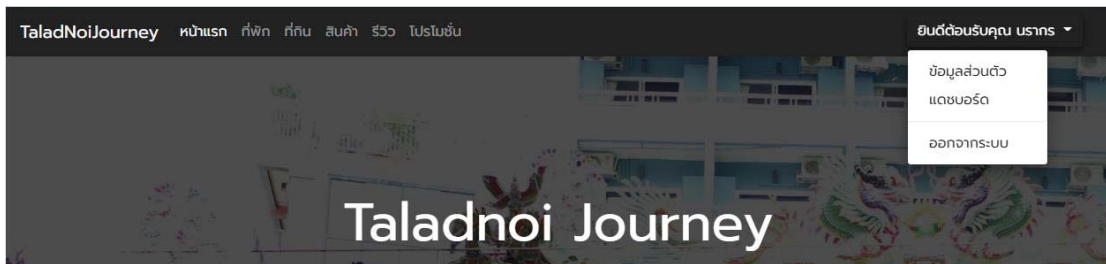 TaladNoiJourney หน้าแรก ที่พัก ที่กิน สินค้า รีวิว โปรโมชั่น ยินดีต้อนรับคุณ นรากร
ข้อมูลส่วนตัว
แดชบอร์ด
ออกจากระบบ
Taladnoi Journey